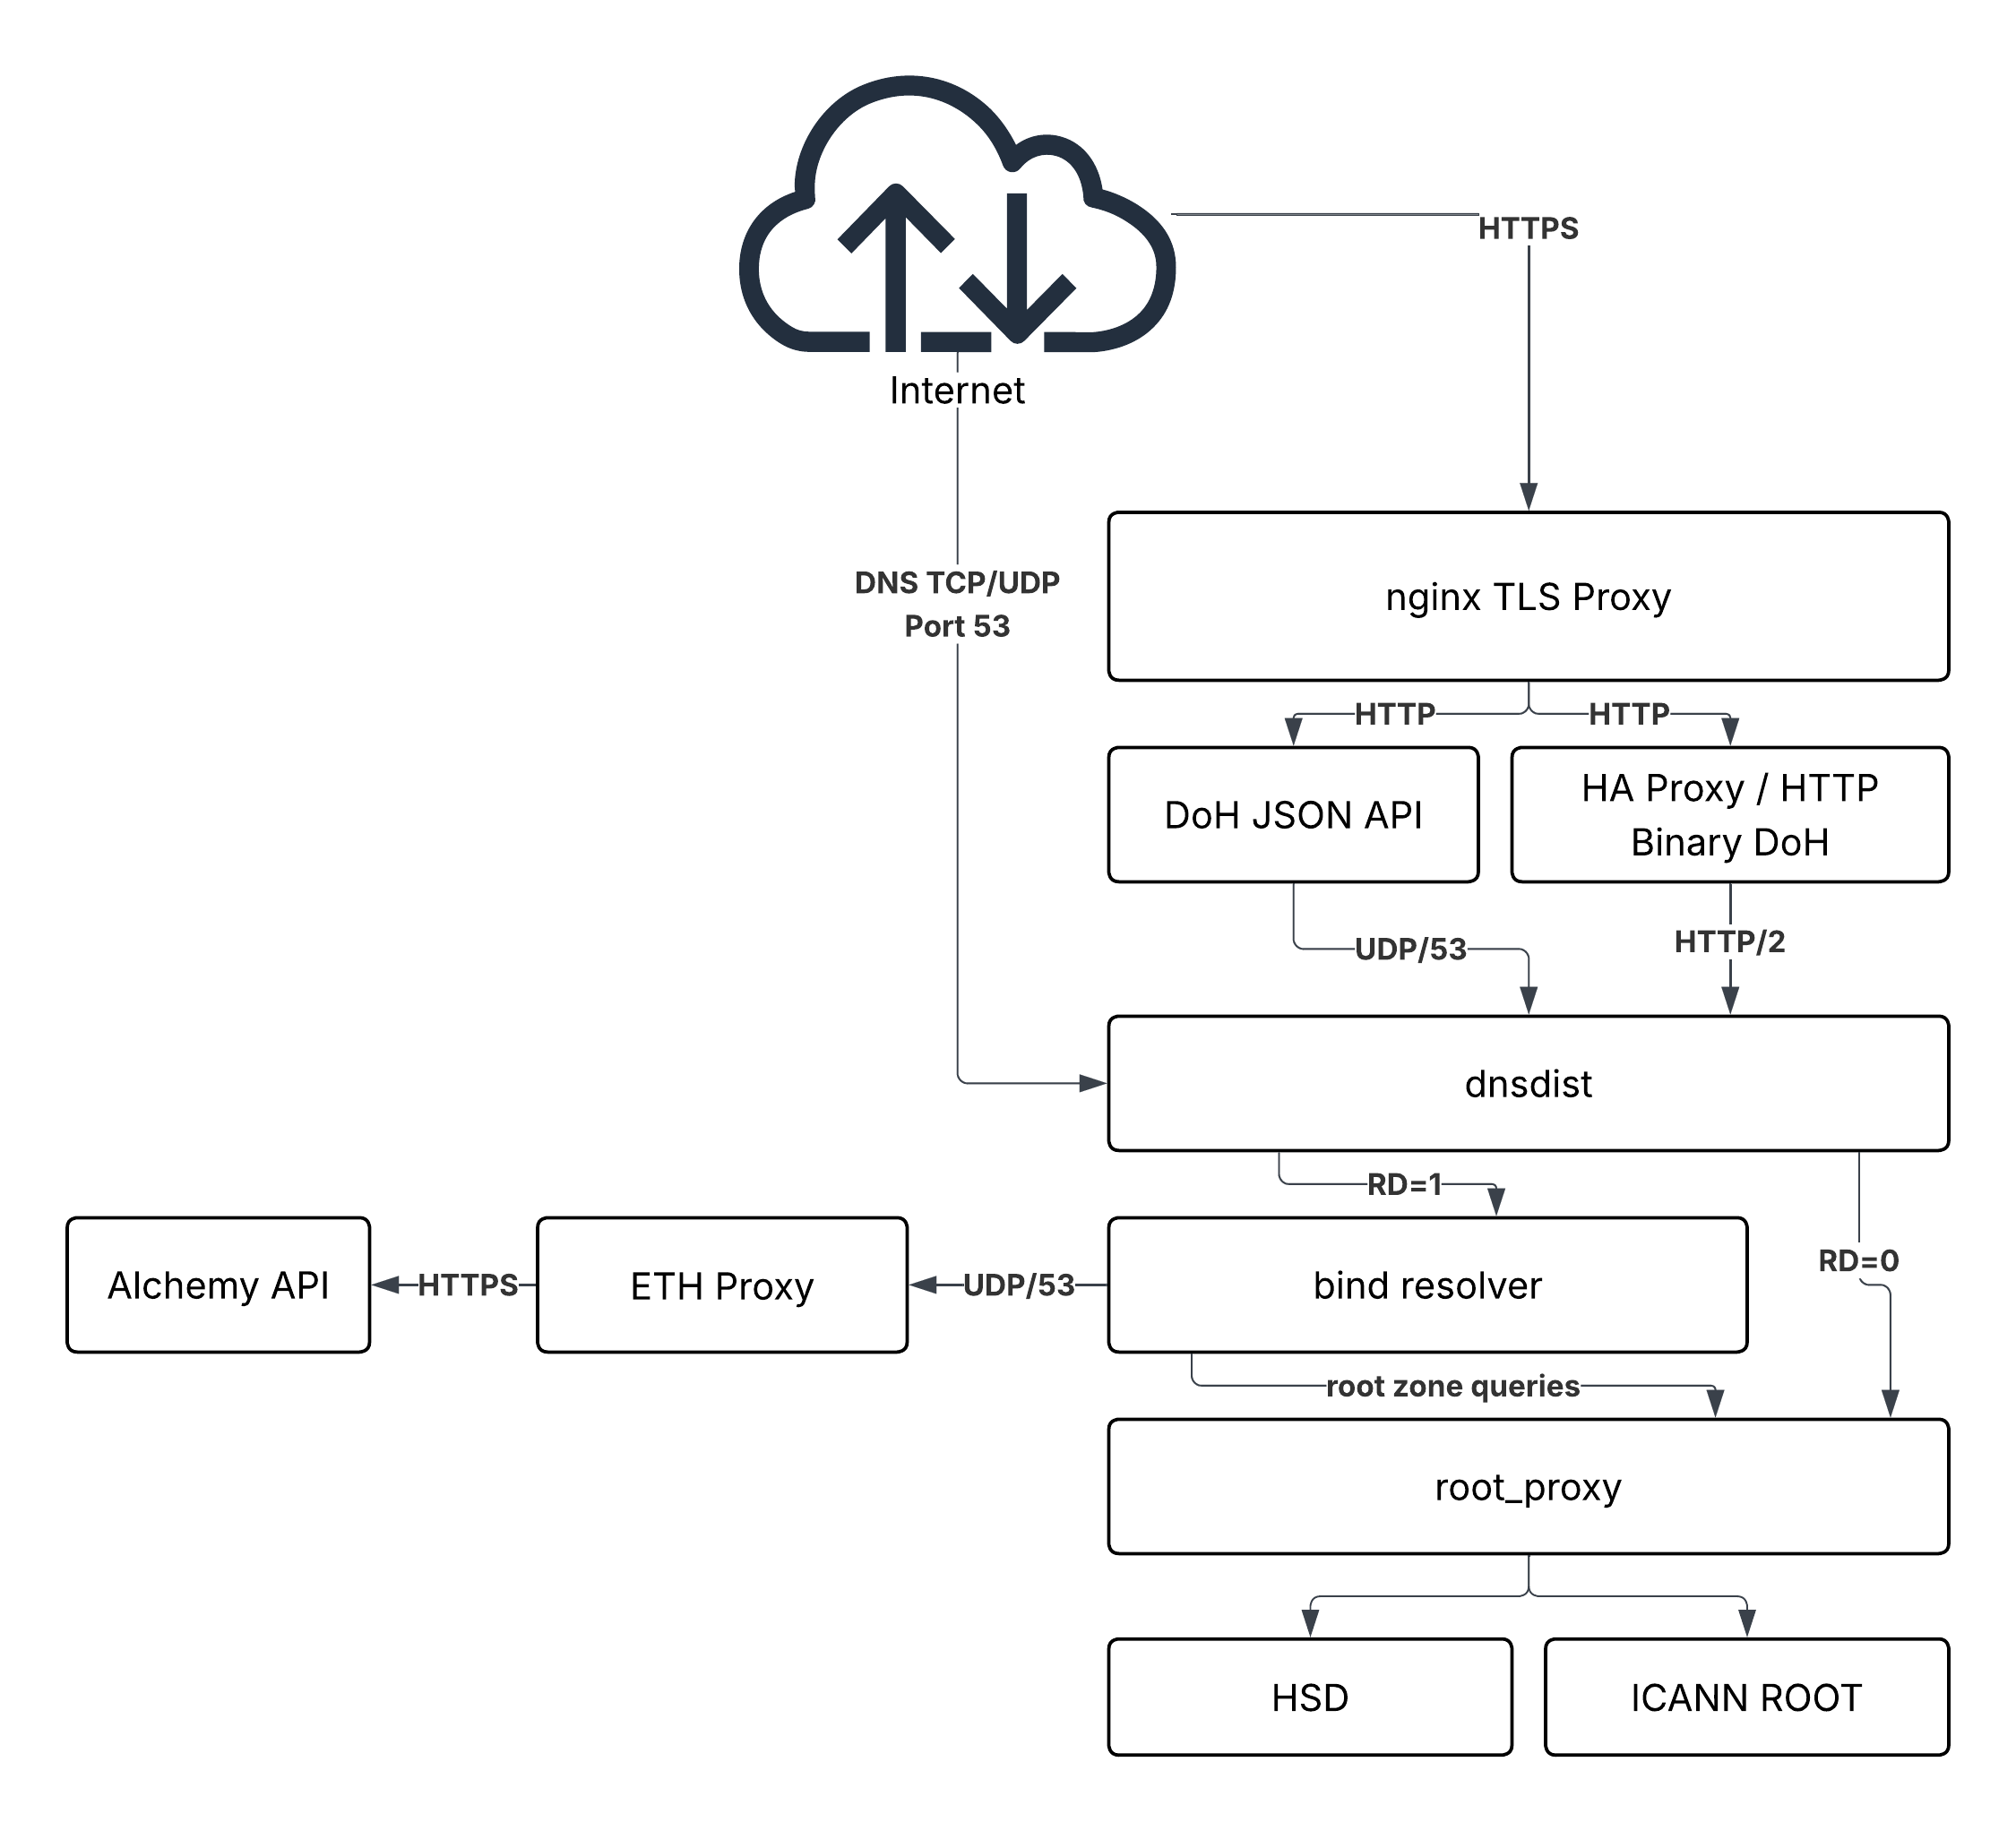 HTTPS
Internet
DNS TCP/UDP
Port 53
nginx TLS Proxy
HTTP
HTTP
DoH JSON API
HA Proxy / HTTP
Binary DoH
UDP/53
HTTP/2
dnsdist
RD=1
RD=0
Alchemy API
HTTPS
ETH Proxy
UDP/53
bind resolver
root zone queries
root_proxy
HSD
ICANN ROOT